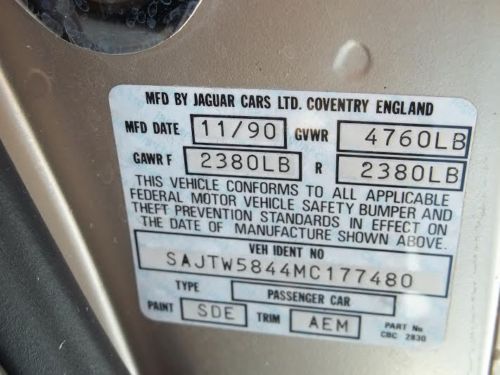 MFD BY JAGUAR CARS LTD. COVENTRY ENGLAND
MFD DATE 11/90 GVWR 4760LB
GAWR F 2380LB R 2380LB
THIS VEHICLE CONFORMS TO ALL APPLICABLE
FEDERAL MOTOR VEHICLE SAFETY BUMPER AND
THEFT PREVENTION STANDARDS IN EFFECT ON
THE DATE OF MANUFACTURE SHOWN ABOVE.
VEH IDENT NO
SAJTW5844MC177480
TYPE PASSENGER CAR
PAINT SDE TRIM AEM PART No
CBC 2830